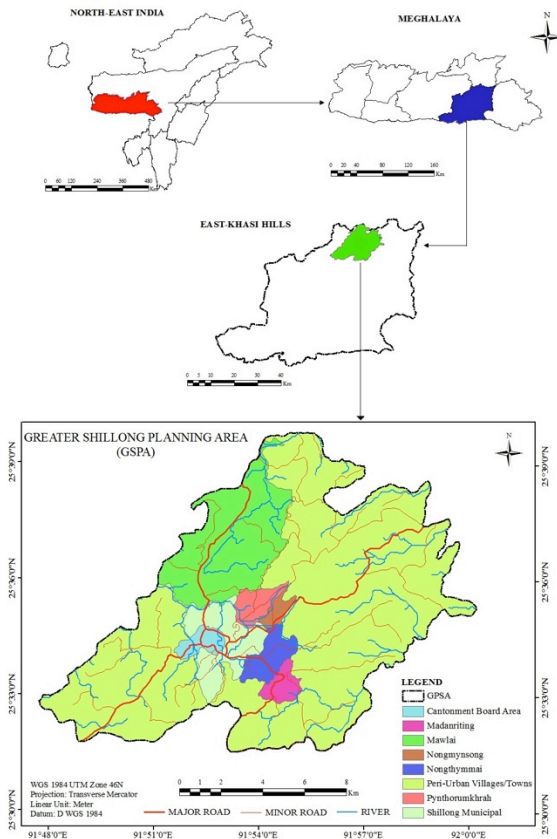 NORTH-EAST INDIA
MEGHALAYA
N
0 60 120 240 360 480
Km
0 20 40 80 120 160
Km
EAST-KHASI HILLS
0 5 10 20 30 40
Km
GREATER SHILLONG PLANNING AREA
(GSPA)
N
25°39'0"N
25°39'0"N
25°36'0"N
25°36'0"N
25°33'0"N
25°33'0"N
25°30'0"N
25°30'0"N
LEGEND
GPSA
Cantonment Board Area
Madanriting
Mawlai
Nongmynsong
Nongthymmai
Peri-Urban Villages/Towns
Pynthorumkhrah
Shillong Municipal
WGS 1984 UTM Zone 46N
Projection: Transverse Mercator
Linear Unit: Meter
Datum: D WGS 1984
0 1 2 4 6 8
Km
MAJOR ROAD MINOR ROAD RIVER
91°48'0"E 91°51'0"E 91°54'0"E 91°57'0"E 92°0'0"E